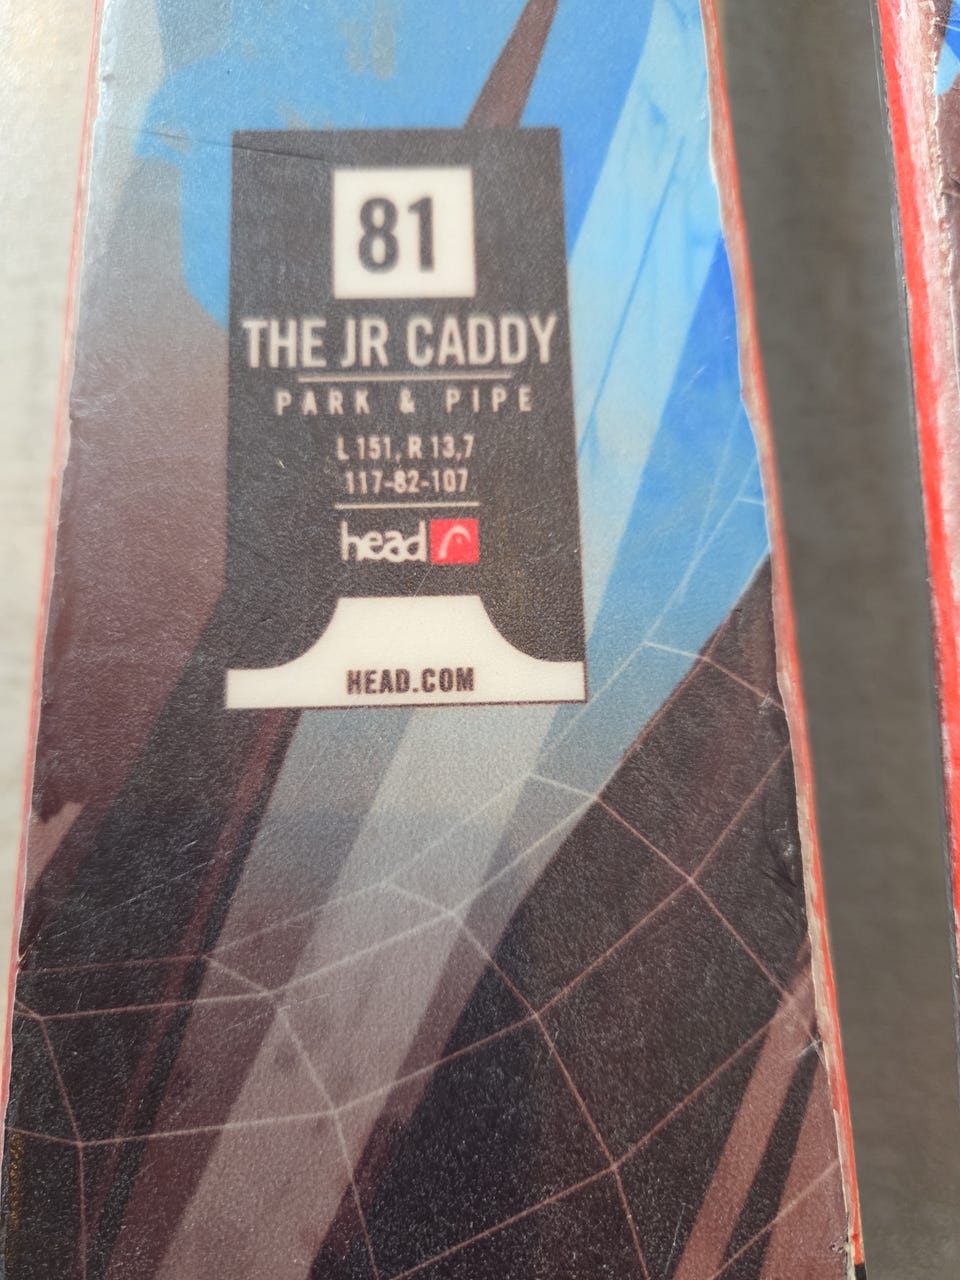 81
THE JR CADDY
PARK & PIPE
L 151, R 13,7
117-82-107
head
HEAD.COM